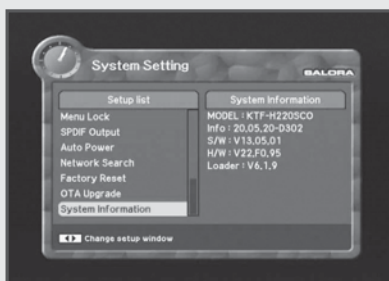 System Setting
SALORA
Setup list
Menu Lock
SPDIF Output
Auto Power
Network Search
Factory Reset
OTA Upgrade
System Information
System Information
MODEL : KTF-H220SCO
Info : 20,05,20-D302
S/W : V13,05,01
H/W : V22,F0,95
Loader : V6,1,9
Change setup window